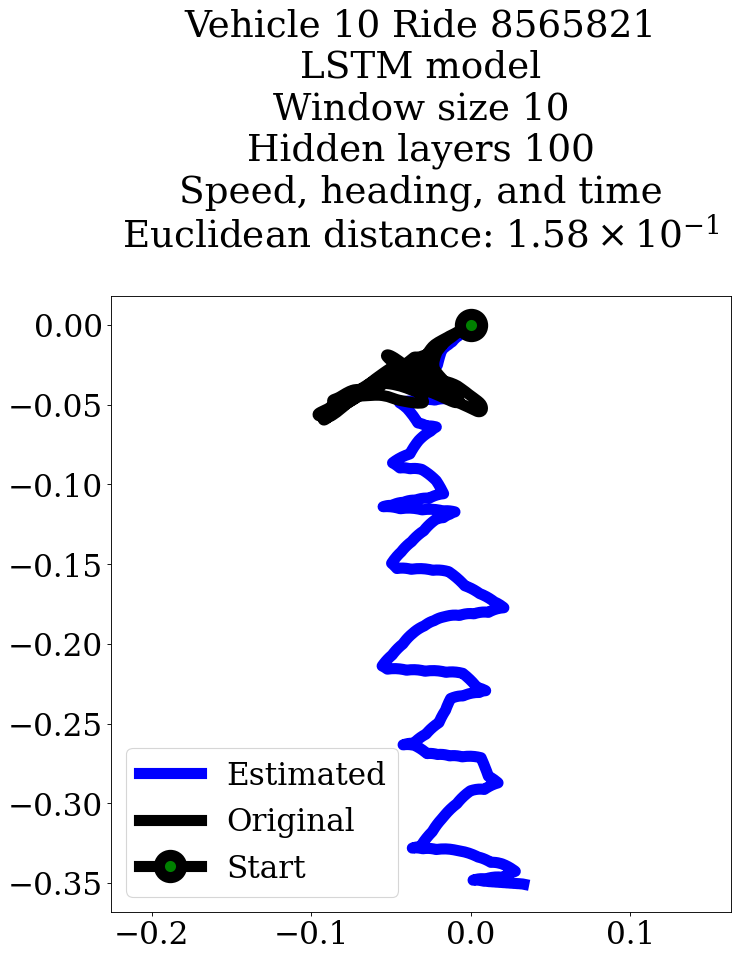 Vehicle 10 Ride 8565821
LSTM model
Window size 10
Hidden layers 100
Speed, heading, and time
Euclidean distance: 1.58 × 10⁻¹
0.00
−0.05
−0.10
−0.15
−0.20
−0.25
−0.30
−0.35
Estimated
Original
Start
−0.2 −0.1 0.0 0.1